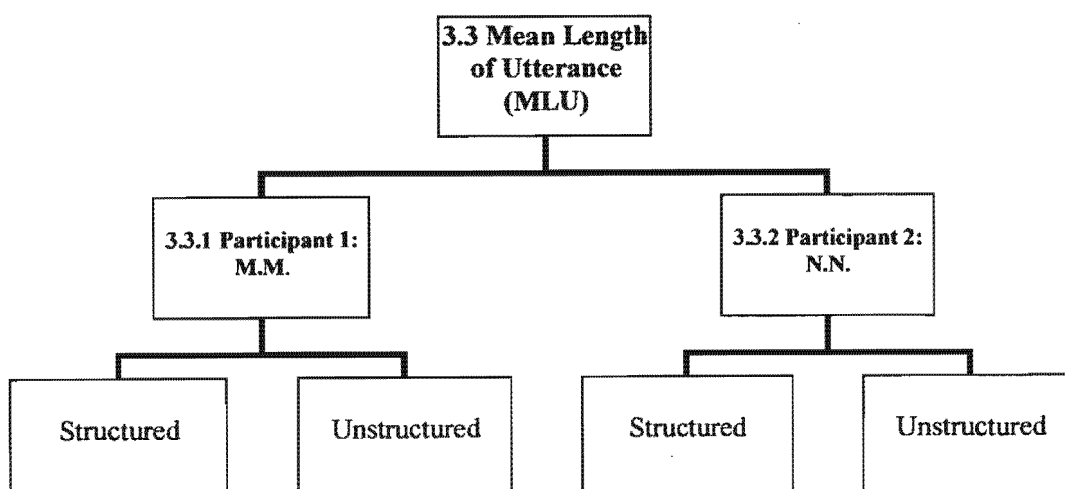 3.3 Mean Length
of Utterance
(MLU)
3.3.1 Participant 1:
M.M.
3.3.2 Participant 2:
N.N.
Structured
Unstructured
Structured
Unstructured